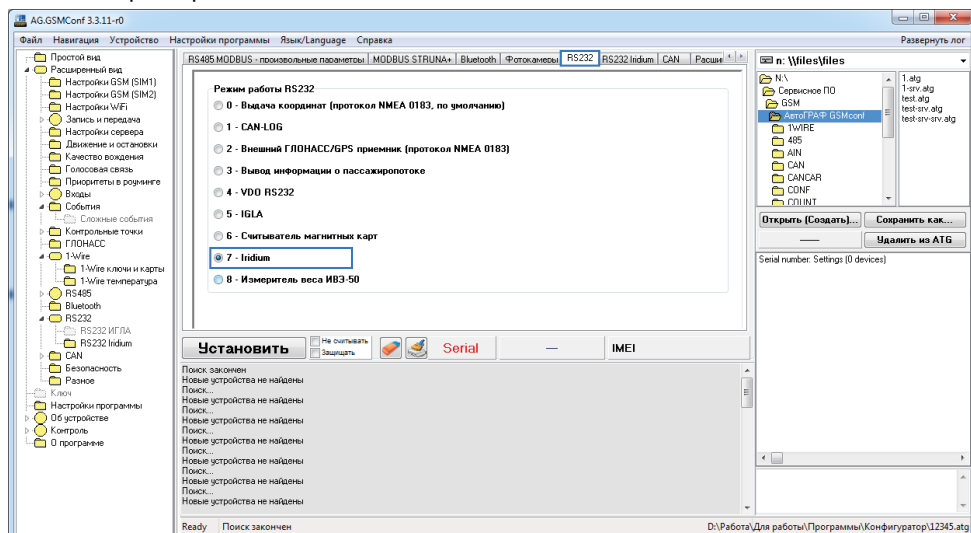 AG.GSMConf 3.3.11-r0
Файл Навигация Устройство Настройки программы Язык/Language Справка Развернуть лог
Простой вид
Расширенный вид
Настройки GSM (SIM1)
Настройки GSM (SIM2)
Настройки WiFi
Запись и передача
Настройки сервера
Движение и остановки
Качество вождения
Голосовая связь
Приоритеты в роуминге
Входы
События
Сложные события
Контрольные точки
ГЛОНАСС
1-Wire
1-Wire ключи и карты
1-Wire температура
RS485
Bluetooth
RS232
RS232 ИГЛА
RS232 Iridium
CAN
Безопасность
Разное
Ключ
Настройки программы
Об устройстве
Контроль
О программе
RS485 MODBUS - произвольные параметры MODBUS STRUNA+ Bluetooth Фотокамеры RS232 RS232 Iridium CAN Расши
Режим работы RS232
0 - Выдача координат (протокол NMEA 0183, по умолчанию)
1 - CAN-LOG
2 - Внешний ГЛОНАСС/GPS приемник (протокол NMEA 0183)
3 - Вывод информации о пассажиропотоке
4 - VDO RS232
5 - IGLA
6 - Считыватель магнитных карт
7 - Iridium
8 - Измеритель веса ИВЭ-50
Установить
Не считывать
Защищать
Serial — IMEI
Поиск закончен
Новые устройства не найдены
Поиск...
Новые устройства не найдены
Поиск...
Новые устройства не найдены
Поиск...
Новые устройства не найдены
Поиск...
Новые устройства не найдены
Поиск...
Новые устройства не найдены
Поиск...
Новые устройства не найдены
Ready Поиск закончен D:\Работа\Для работы\Программы\Конфигуратор\12345.atg
n: \\files\files
N:\
Сервисное ПО
GSM
АвтоГРАФ GSMconf
1WIRE
485
AIN
CAN
CANCAR
CONF
COUNT
1.atg
1-srv.atg
test.atg
test-srv.atg
test-srv-srv.atg
Открыть (Создать)... Сохранить как...
— Удалить из ATG
Serial number: Settings (0 devices)